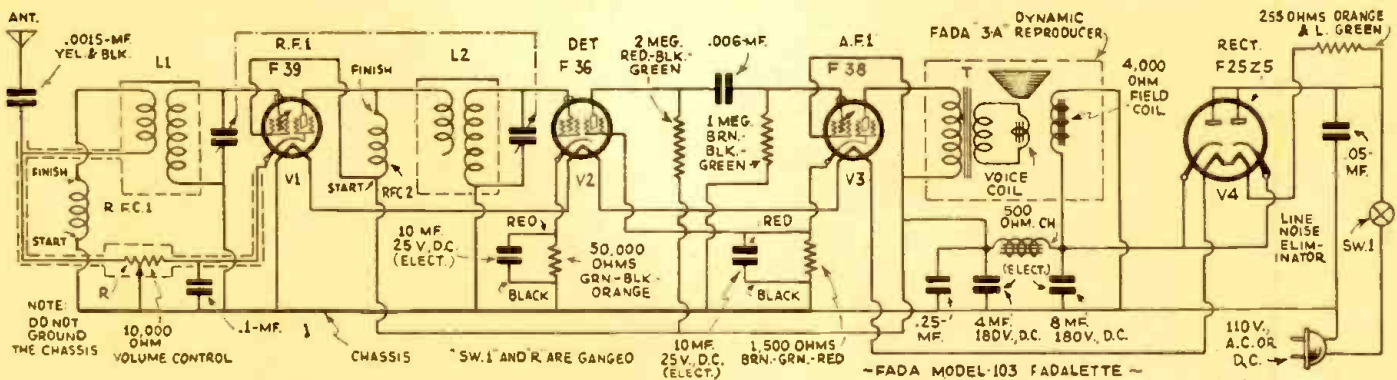 ANT.
.0015-MF.
YEL. & BLK.
L1
R.F.1
F 39
FINISH
L2
DET
F 36
2 MEG.
RED-BLK-
GREEN
.006-MF.
A.F.1
F 38
DYNAMIC
FADA "3-A" REPRODUCER
T
4,000
OHM
FIELD
COIL
RECT.
F25Z5
255 OHMS ORANGE
& L. GREEN
1 MEG.
BRN.-
BLK.-
GREEN
V1
START
RFC2
V2
V3
VOICE
COIL
V4
.05-
MF.
FINISH
R.F.C.1
START
RED
10 MF.
25 V., D.C.
(ELECT.)
50,000
OHMS
GRN-BLK-
ORANGE
BLACK
RED
BLACK
500
OHM. CH
(ELECT.)
LINE
NOISE
ELIM-
INATOR
SW.1
NOTE:
DO NOT
GROUND
THE CHASSIS
R
10,000
OHM
VOLUME CONTROL
.1-MF.
CHASSIS
"SW.1" AND "R" ARE GANGED
10 MF.
25 V., D.C.
(ELECT.)
1,500 OHMS
BRN.-GRN.-RED
.25-
MF.
4 MF.
180V., D.C.
8 MF.
180V., D.C.
110 V.,
A.C. OR
D.C.
~FADA MODEL-103 FADALETTE~